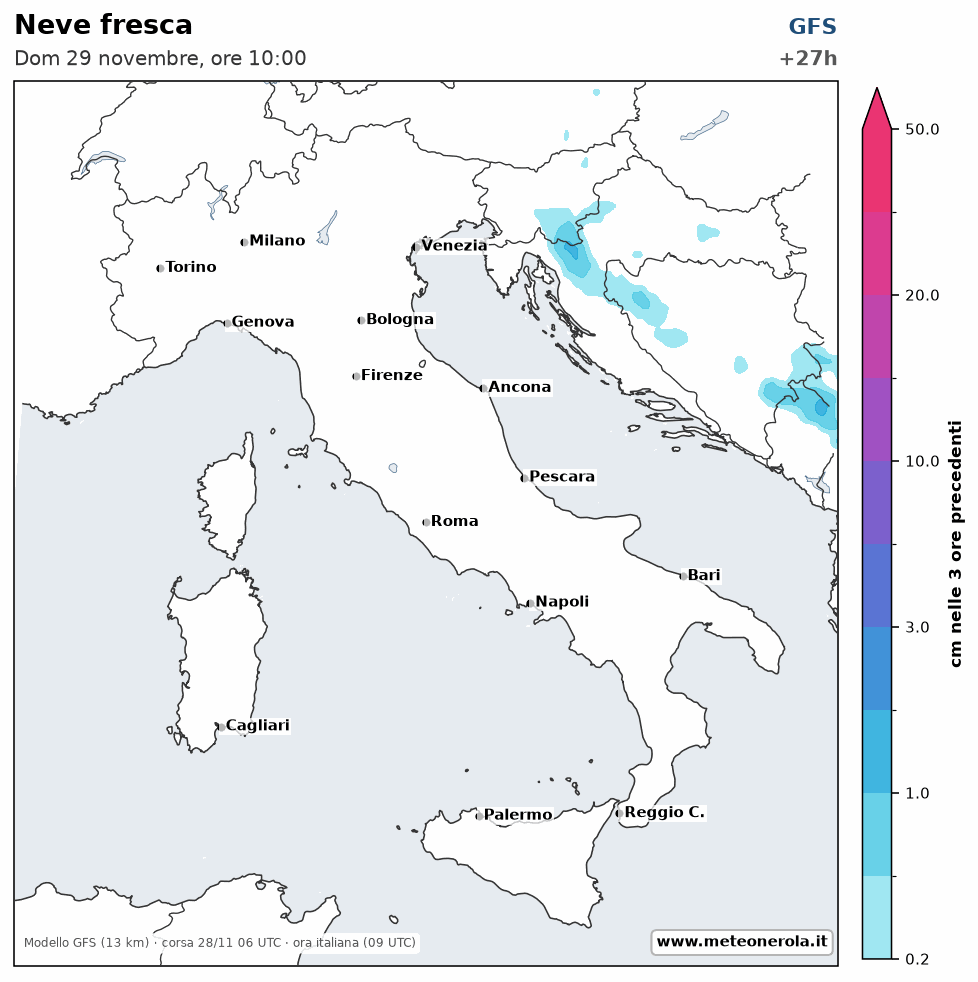 Neve fresca
GFS
Dom 29 novembre, ore 10:00
+27h
50.0
20.0
10.0
3.0
1.0
0.2
cm nelle 3 ore precedenti
Milano
Venezia
Torino
Genova
Bologna
Firenze
Ancona
Pescara
Roma
Bari
Napoli
Cagliari
Palermo
Reggio C.
Modello GFS (13 km) · corsa 28/11 06 UTC · ora italiana (09 UTC)
www.meteonerola.it